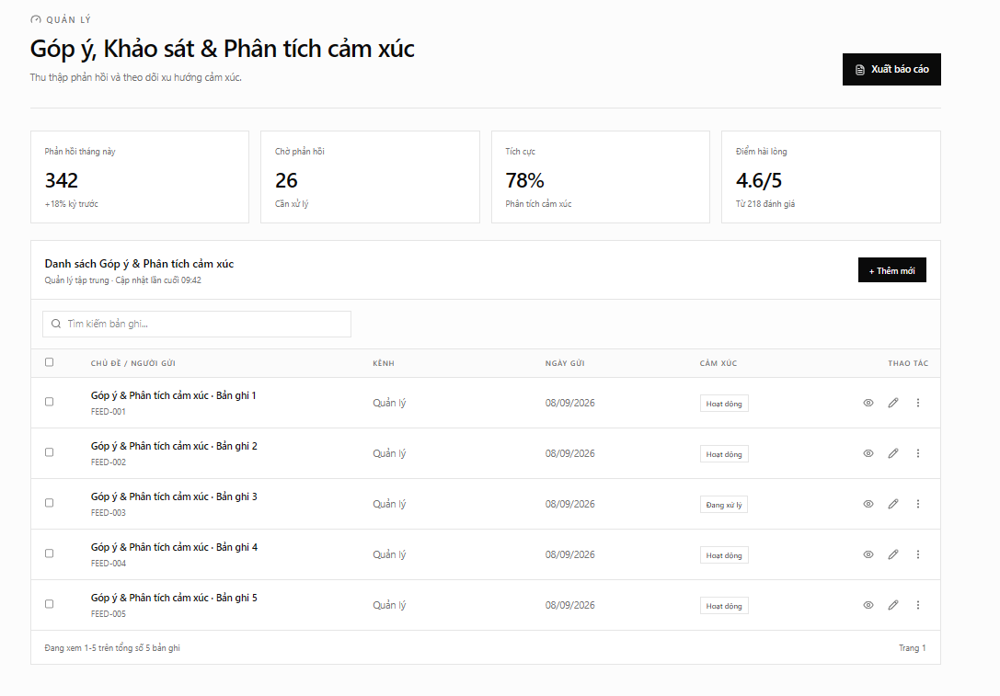 QUẢN LÝ
Góp ý, Khảo sát & Phân tích cảm xúc
Thu thập phản hồi và theo dõi xu hướng cảm xúc.
Xuất báo cáo
Phản hồi tháng này
342
+18% kỳ trước
Chờ phản hồi
26
Cần xử lý
Tích cực
78%
Phân tích cảm xúc
Điểm hài lòng
4.6/5
Từ 218 đánh giá
Danh sách Góp ý & Phân tích cảm xúc
Quản lý tập trung · Cập nhật lần cuối 09:42
+ Thêm mới
Tìm kiếm bản ghi...
CHỦ ĐỀ / NGƯỜI GỬI KÊNH NGÀY GỬI CẢM XÚC THAO TÁC
Góp ý & Phân tích cảm xúc · Bản ghi 1
FEED-001
Quản lý 08/09/2026 Hoạt động
Góp ý & Phân tích cảm xúc · Bản ghi 2
FEED-002
Quản lý 08/09/2026 Hoạt động
Góp ý & Phân tích cảm xúc · Bản ghi 3
FEED-003
Quản lý 08/09/2026 Đang xử lý
Góp ý & Phân tích cảm xúc · Bản ghi 4
FEED-004
Quản lý 08/09/2026 Hoạt động
Góp ý & Phân tích cảm xúc · Bản ghi 5
FEED-005
Quản lý 08/09/2026 Hoạt động
Đang xem 1-5 trên tổng số 5 bản ghi
Trang 1